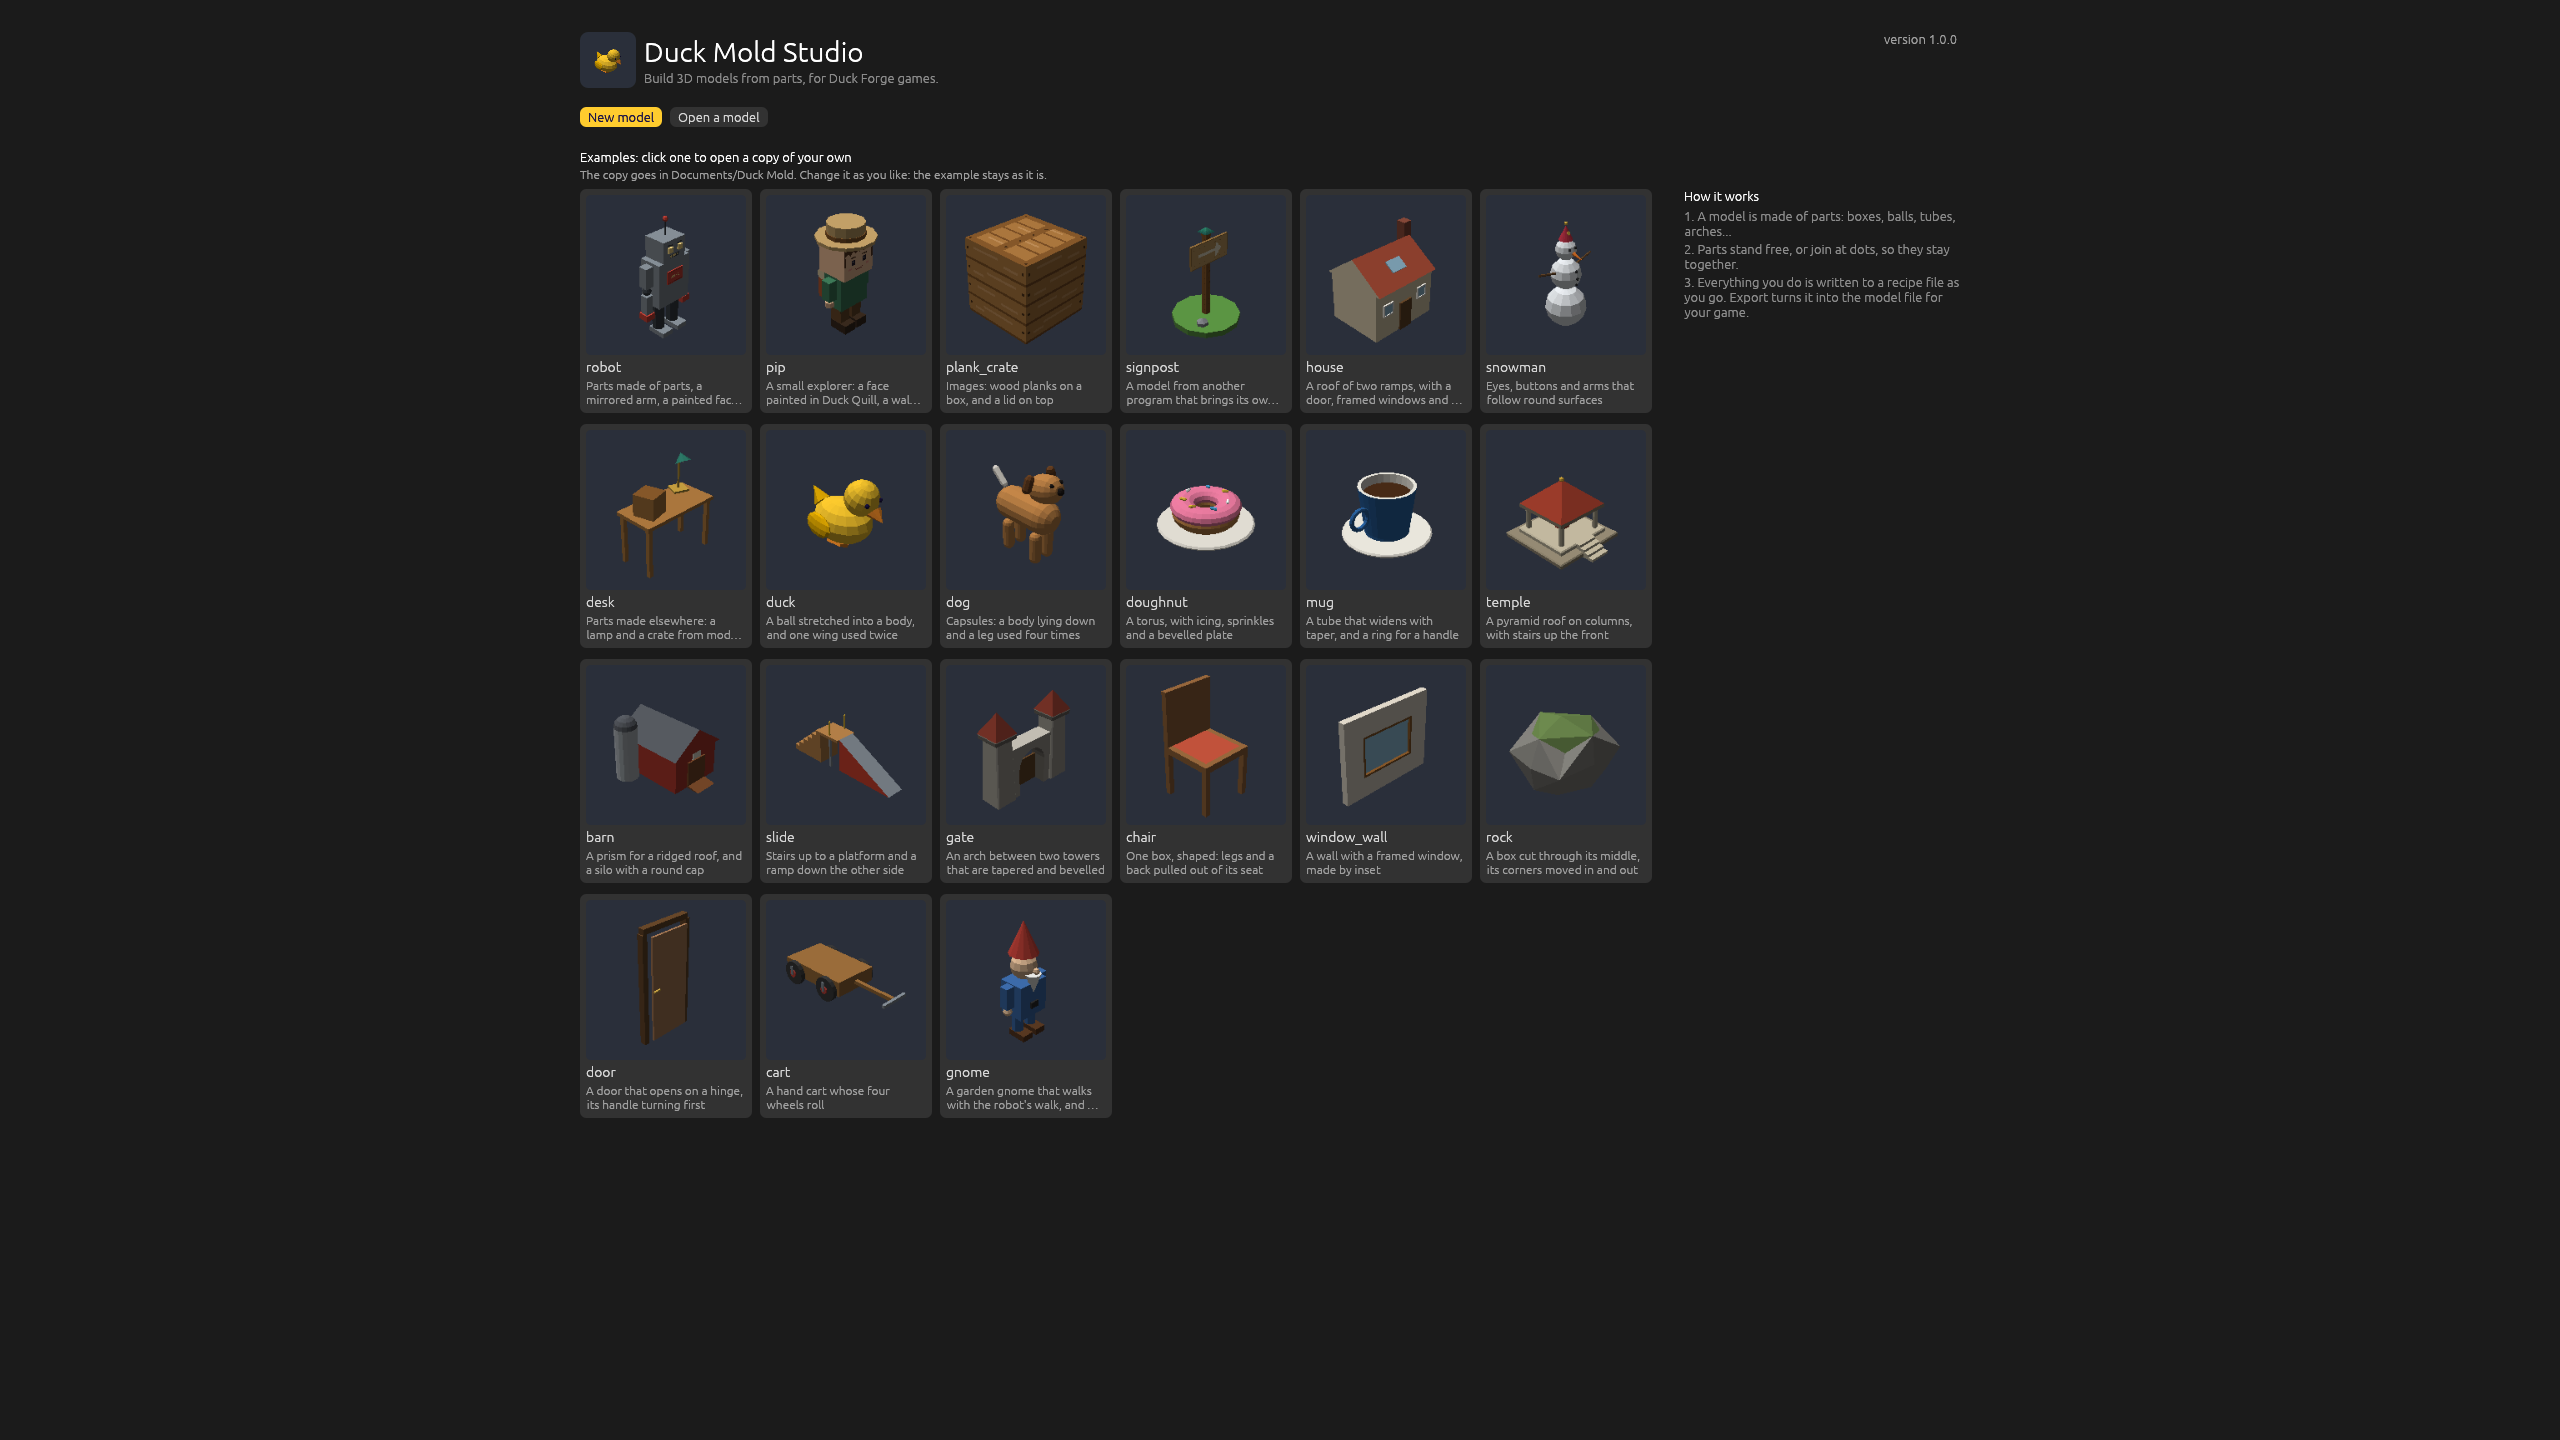 Duck Mold Studio
version 1.0.0
Build 3D models from parts, for Duck Forge games.
New model
Open a model
Examples: click one to open a copy of your own
The copy goes in Documents/Duck Mold. Change it as you like: the example stays as it is.
How it works
1. A model is made of parts: boxes, balls, tubes,
arches...
2. Parts stand free, or join at dots, so they stay
together.
3. Everything you do is written to a recipe file as
you go. Export turns it into the model file for
your game.
robot
Parts made of parts, a
mirrored arm, a painted fac…
pip
A small explorer: a face
painted in Duck Quill, a wal…
plank_crate
Images: wood planks on a
box, and a lid on top
signpost
A model from another
program that brings its ow…
house
A roof of two ramps, with a
door, framed windows and …
snowman
Eyes, buttons and arms that
follow round surfaces
desk
Parts made elsewhere: a
lamp and a crate from mod…
duck
A ball stretched into a body,
and one wing used twice
dog
Capsules: a body lying down
and a leg used four times
doughnut
A torus, with icing, sprinkles
and a bevelled plate
mug
A tube that widens with
taper, and a ring for a handle
temple
A pyramid roof on columns,
with stairs up the front
barn
A prism for a ridged roof, and
a silo with a round cap
slide
Stairs up to a platform and a
ramp down the other side
gate
An arch between two towers
that are tapered and bevelled
chair
One box, shaped: legs and a
back pulled out of its seat
window_wall
A wall with a framed window,
made by inset
rock
A box cut through its middle,
its corners moved in and out
door
A door that opens on a hinge,
its handle turning first
cart
A hand cart whose four
wheels roll
gnome
A garden gnome that walks
with the robot's walk, and …